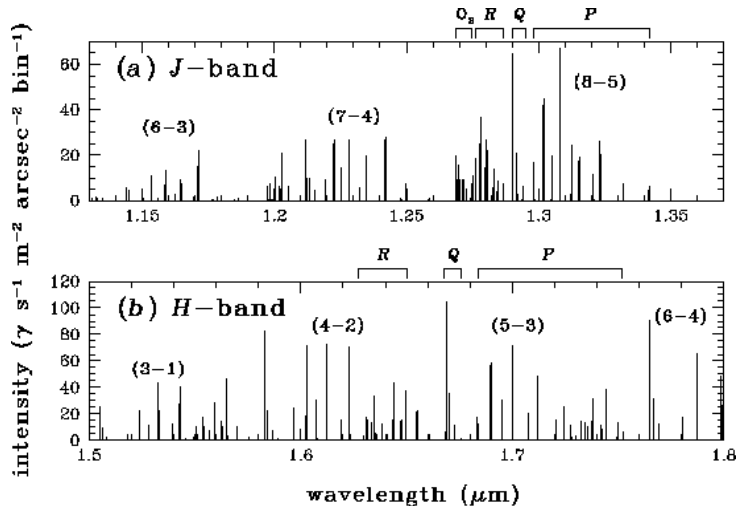 O₂ R Q P
(a) J-band
(6-3)
(7-4)
(8-5)
60
40
20
0
1.15 1.2 1.25 1.3 1.35
R Q P
(b) H-band
(3-1)
(4-2)
(5-3)
(6-4)
120
100
80
60
40
20
0
1.5 1.6 1.7 1.8
wavelength (μm)
intensity (γ s⁻¹ m⁻² arcsec⁻² bin⁻¹)